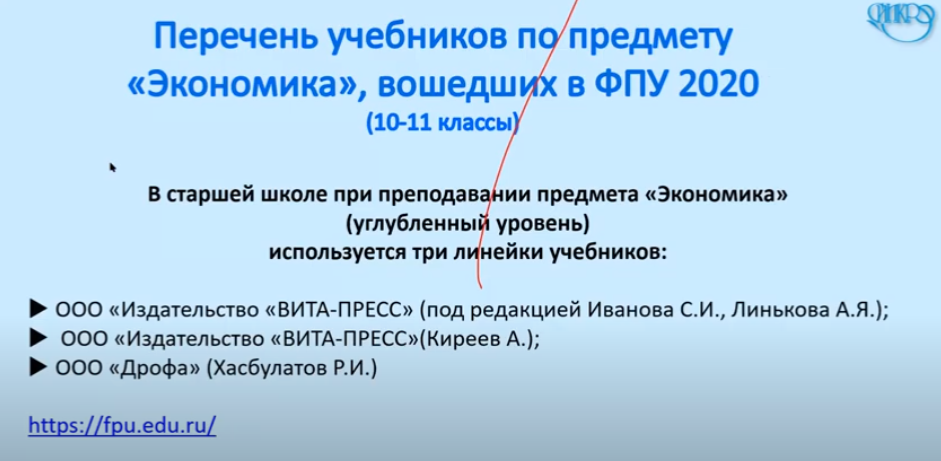 Перечень учебников по предмету
«Экономика», вошедших в ФПУ 2020
(10-11 классы)
В старшей школе при преподавании предмета «Экономика»
(углубленный уровень)
используется три линейки учебников:
▶ ООО «Издательство «ВИТА-ПРЕСС» (под редакцией Иванова С.И., Линькова А.Я.);
▶ ООО «Издательство «ВИТА-ПРЕСС»(Киреев А.);
▶ ООО «Дрофа» (Хасбулатов Р.И.)
https://fpu.edu.ru/